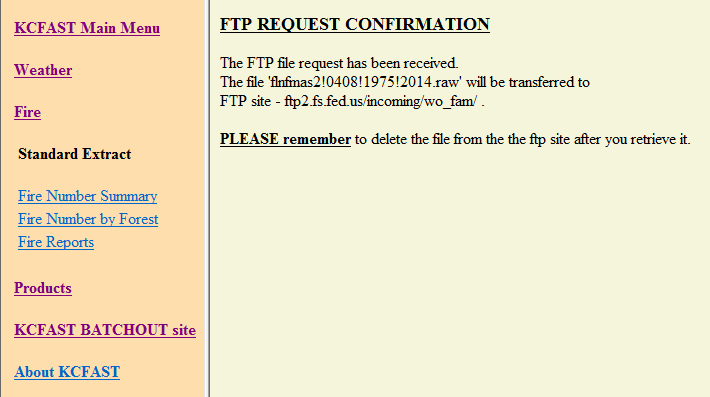 KCFAST Main Menu
Weather
Fire
Standard Extract
Fire Number Summary
Fire Number by Forest
Fire Reports
Products
KCFAST BATCHOUT site
About KCFAST
FTP REQUEST CONFIRMATION
The FTP file request has been received.
The file 'flnfmas2!0408!1975!2014.raw' will be transferred to
FTP site - ftp2.fs.fed.us/incoming/wo_fam/ .
PLEASE remember to delete the file from the the ftp site after you retrieve it.